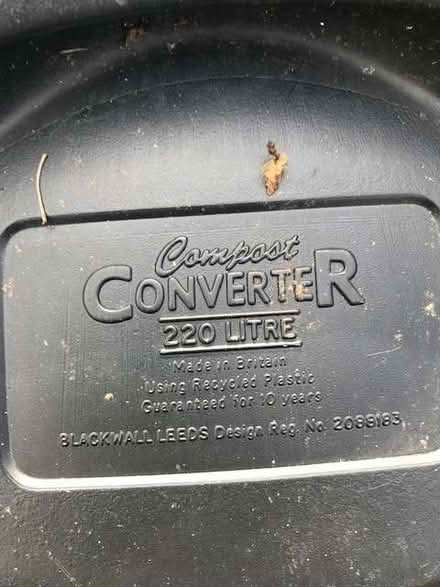 Compost
CONVERTER
220 LITRE
Made in Britain
Using Recycled Plastic
Guaranteed for 10 years
BLACKWALL LEEDS Design Reg. No. 2089183